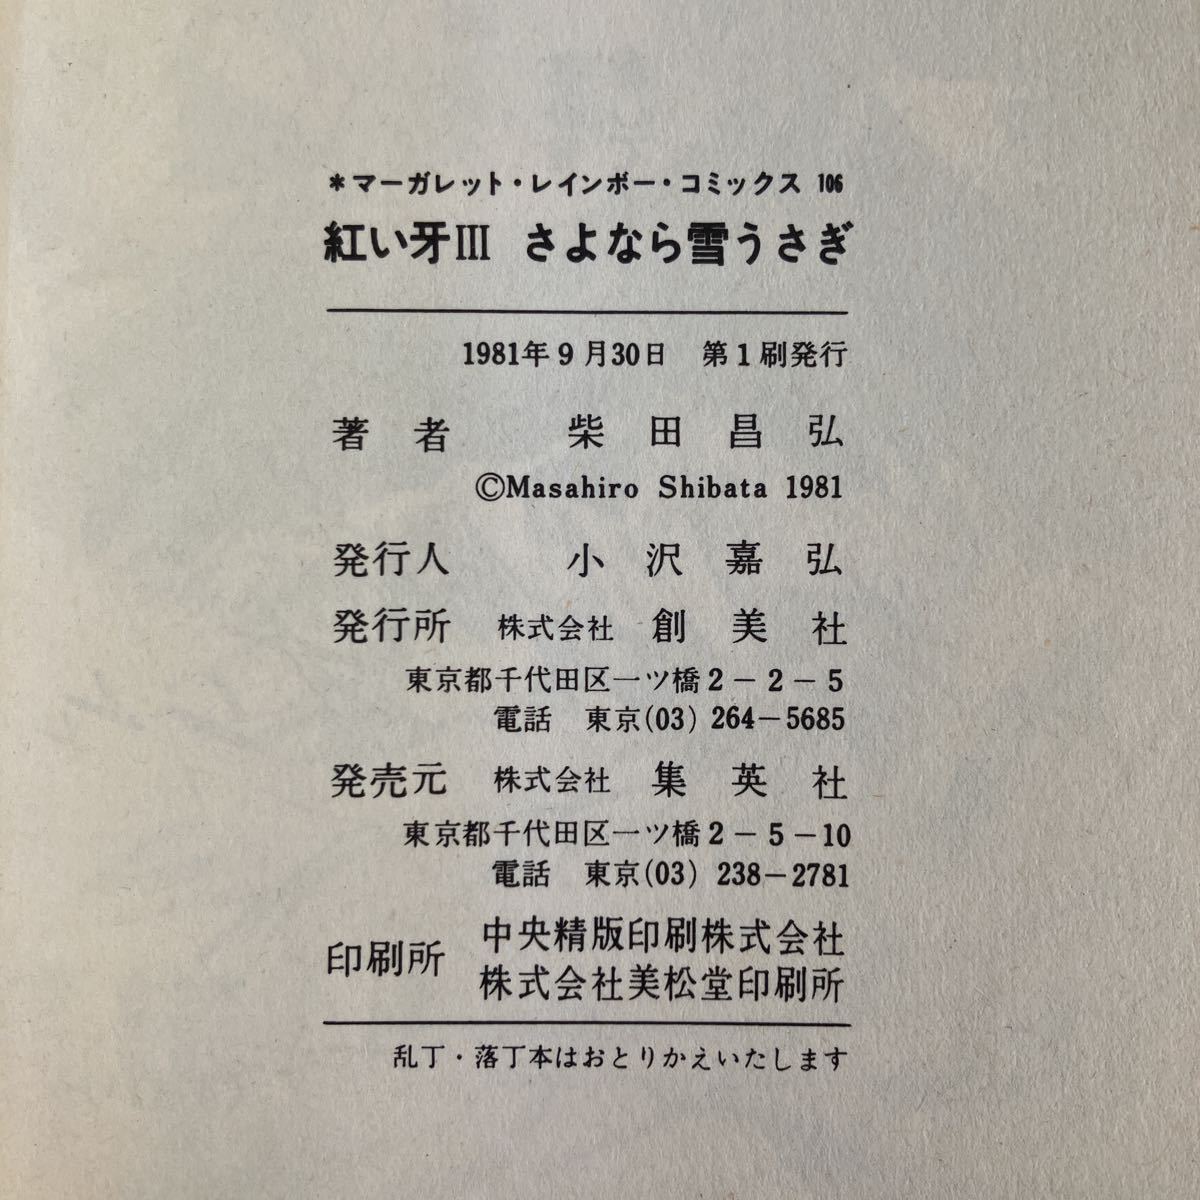 ＊マーガレット・レインボー・コミックス 106
紅い牙III さよなら雪うさぎ
1981年9月30日 第1刷発行
著者 柴田昌弘
©Masahiro Shibata 1981
発行人 小沢嘉弘
発行所 株式会社 創美社
東京都千代田区一ツ橋2－2－5
電話 東京(03) 264－5685
発売元 株式会社 集英社
東京都千代田区一ツ橋2－5－10
電話 東京(03) 238－2781
印刷所 中央精版印刷株式会社
株式会社美松堂印刷所
乱丁・落丁本はおとりかえいたします